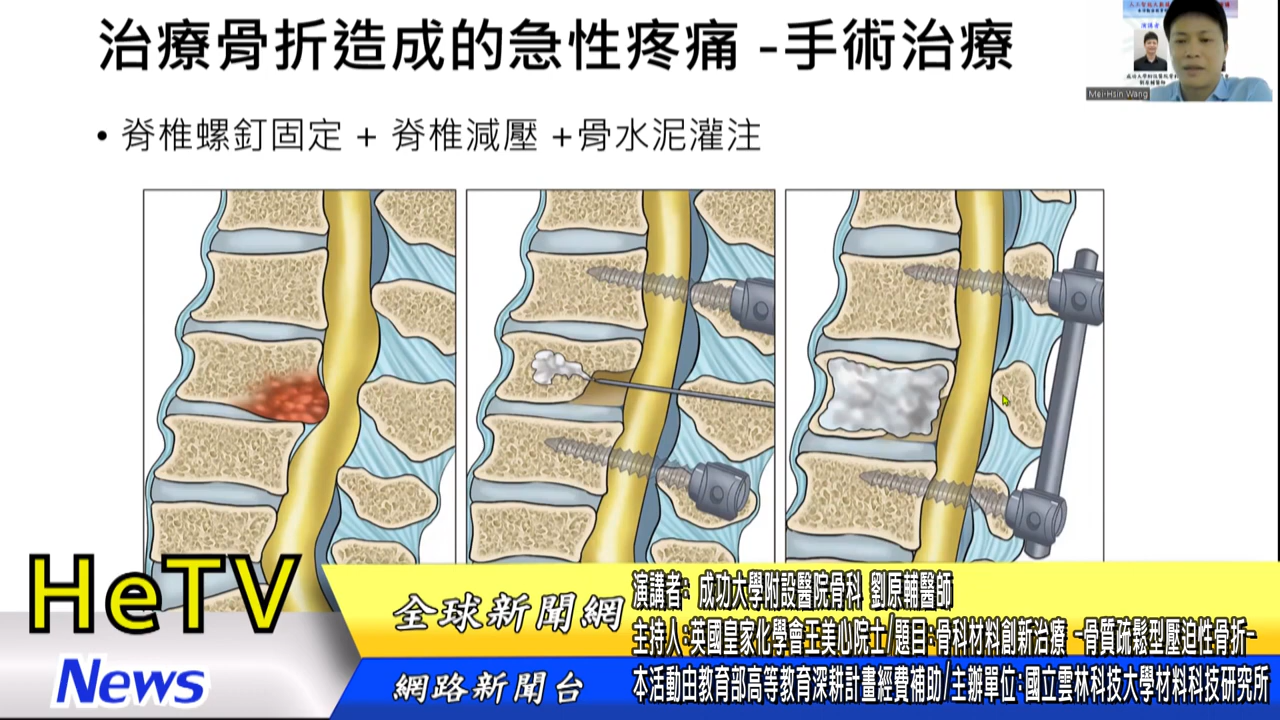 治療骨折造成的急性疼痛 -手術治療
• 脊椎螺釘固定 + 脊椎減壓 +骨水泥灌注
Mei-Hsin Wang
HeTV
全球新聞網
News
網路新聞台
演講者: 成功大學附設醫院骨科 劉原輔醫師
主持人:英國皇家化學會王美心院士/題目:骨科材料創新治療 -骨質疏鬆型壓迫性骨折-
本活動由教育部高等教育深耕計畫經費補助/主辦單位:國立雲林科技大學材料科技研究所